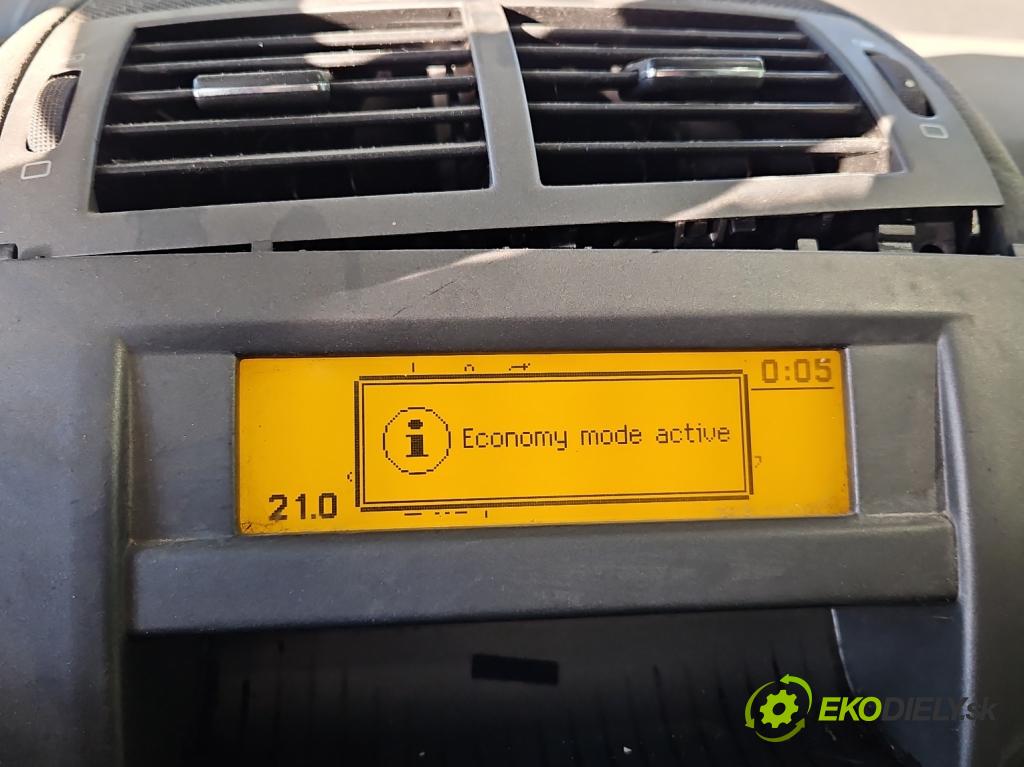 0:05
Economy mode active
21.0
EKODIELY.sk